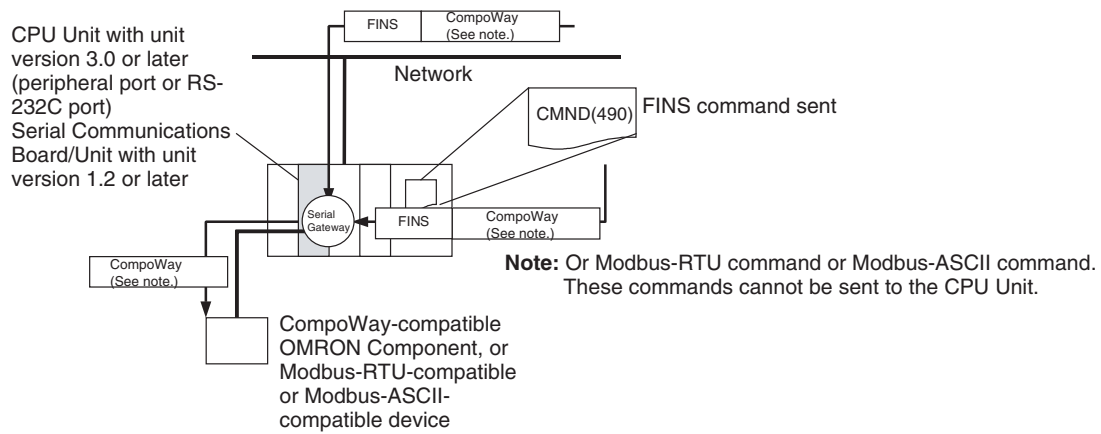 FINS
CompoWay
(See note.)
CPU Unit with unit
version 3.0 or later
(peripheral port or RS-
232C port)
Serial Communications
Board/Unit with unit
version 1.2 or later
Network
CMND(490)
FINS command sent
Serial
Gateway
FINS
CompoWay
(See note.)
CompoWay
(See note.)
Note: Or Modbus-RTU command or Modbus-ASCII command.
These commands cannot be sent to the CPU Unit.
CompoWay-compatible
OMRON Component, or
Modbus-RTU-compatible
or Modbus-ASCII-
compatible device